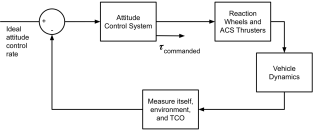 Ideal
attitude
control
rate
+
-
Attitude
Control System
τcommanded
Reaction
Wheels and
ACS Thrusters
Vehicle
Dynamics
Measure itself,
environment,
and TCO